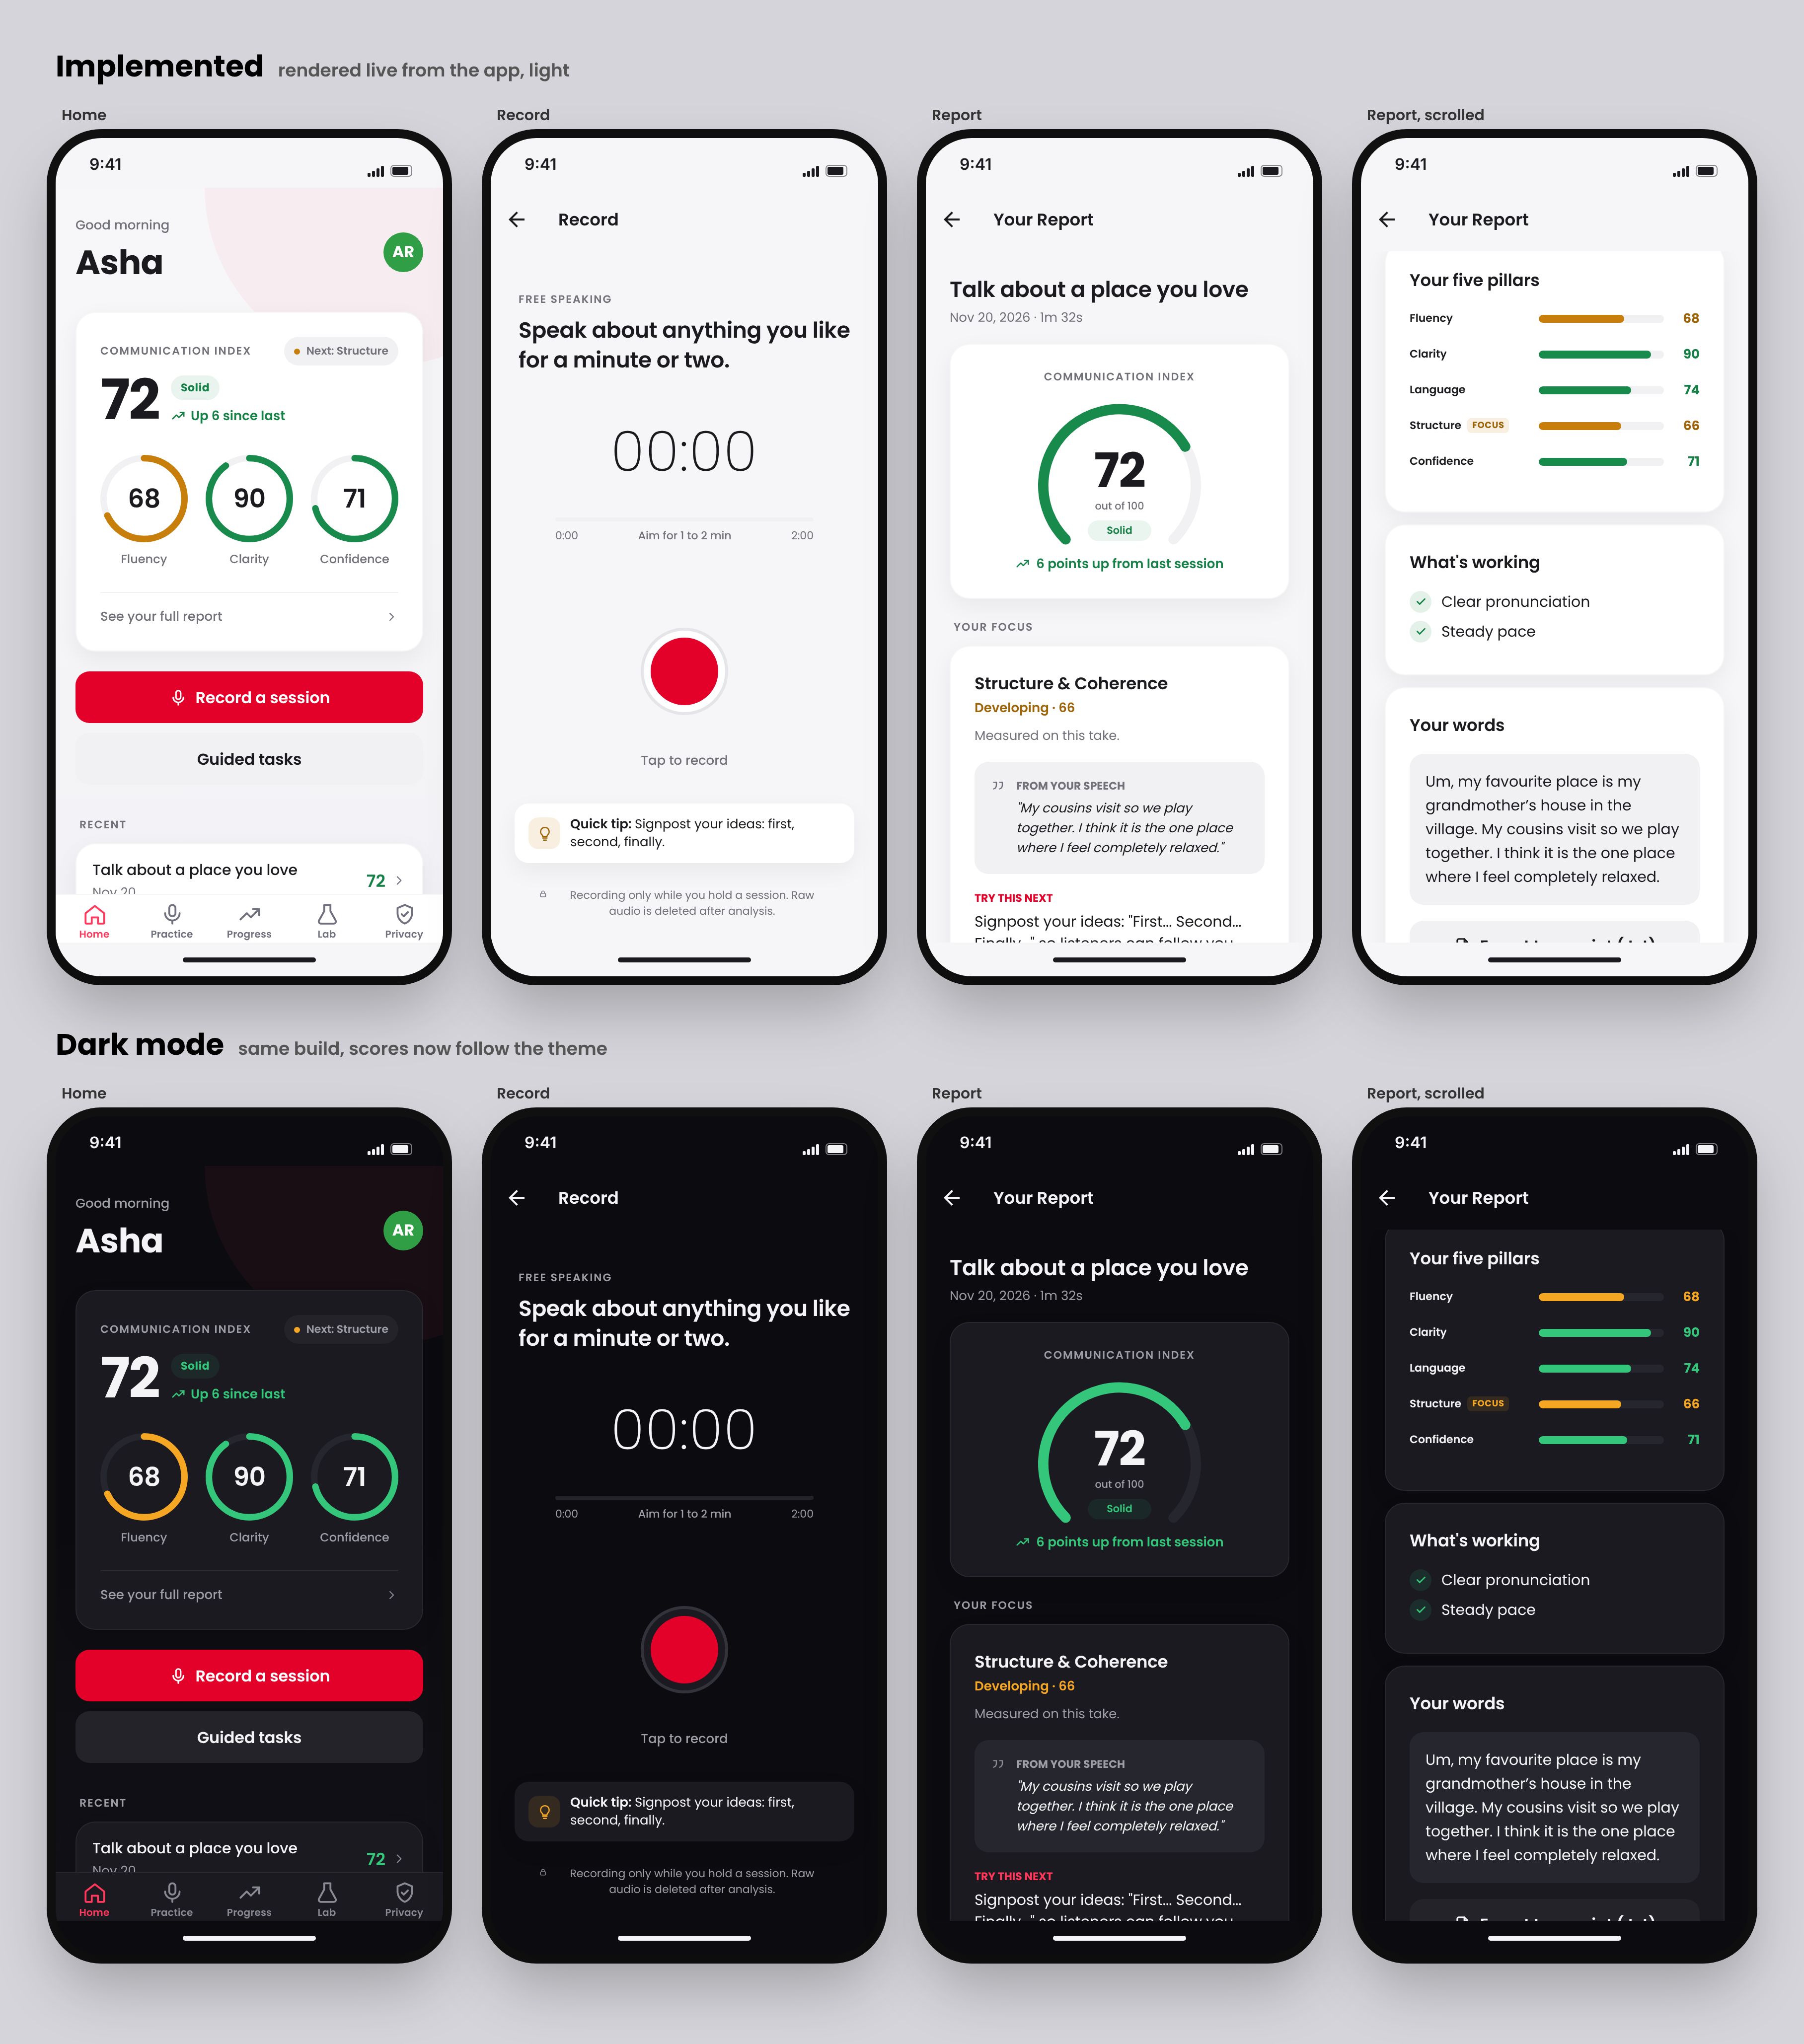 Implemented rendered live from the app, light
Home
9:41
Good morning
Asha
AR
COMMUNICATION INDEX
Next: Structure
72
Solid
Up 6 since last
68
90
71
Fluency
Clarity
Confidence
See your full report
Record a session
Guided tasks
RECENT
Talk about a place you love
Nov 20
72
Home
Practice
Progress
Lab
Privacy
Record
9:41
Record
FREE SPEAKING
Speak about anything you like
for a minute or two.
00:00
0:00
Aim for 1 to 2 min
2:00
Tap to record
Quick tip: Signpost your ideas: first,
second, finally.
Recording only while you hold a session. Raw
audio is deleted after analysis.
Report
9:41
Your Report
Talk about a place you love
Nov 20, 2026 · 1m 32s
COMMUNICATION INDEX
72
out of 100
Solid
6 points up from last session
YOUR FOCUS
Structure & Coherence
Developing · 66
Measured on this take.
FROM YOUR SPEECH
"My cousins visit so we play
together. I think it is the one place
where I feel completely relaxed."
TRY THIS NEXT
Signpost your ideas: "First... Second...
Finally..." so listeners can follow you.
Report, scrolled
9:41
Your Report
Your five pillars
Fluency 68
Clarity 90
Language 74
Structure FOCUS 66
Confidence 71
What's working
Clear pronunciation
Steady pace
Your words
Um, my favourite place is my
grandmother's house in the
village. My cousins visit so we play
together. I think it is the one place
where I feel completely relaxed.
Dark mode same build, scores now follow the theme
Home
9:41
Good morning
Asha
AR
COMMUNICATION INDEX
Next: Structure
72
Solid
Up 6 since last
68
90
71
Fluency
Clarity
Confidence
See your full report
Record a session
Guided tasks
RECENT
Talk about a place you love
Nov 20
72
Home
Practice
Progress
Lab
Privacy
Record
9:41
Record
FREE SPEAKING
Speak about anything you like
for a minute or two.
00:00
0:00
Aim for 1 to 2 min
2:00
Tap to record
Quick tip: Signpost your ideas: first,
second, finally.
Recording only while you hold a session. Raw
audio is deleted after analysis.
Report
9:41
Your Report
Talk about a place you love
Nov 20, 2026 · 1m 32s
COMMUNICATION INDEX
72
out of 100
Solid
6 points up from last session
YOUR FOCUS
Structure & Coherence
Developing · 66
Measured on this take.
FROM YOUR SPEECH
"My cousins visit so we play
together. I think it is the one place
where I feel completely relaxed."
TRY THIS NEXT
Signpost your ideas: "First... Second...
Finally..." so listeners can follow you.
Report, scrolled
9:41
Your Report
Your five pillars
Fluency 68
Clarity 90
Language 74
Structure FOCUS 66
Confidence 71
What's working
Clear pronunciation
Steady pace
Your words
Um, my favourite place is my
grandmother's house in the
village. My cousins visit so we play
together. I think it is the one place
where I feel completely relaxed.